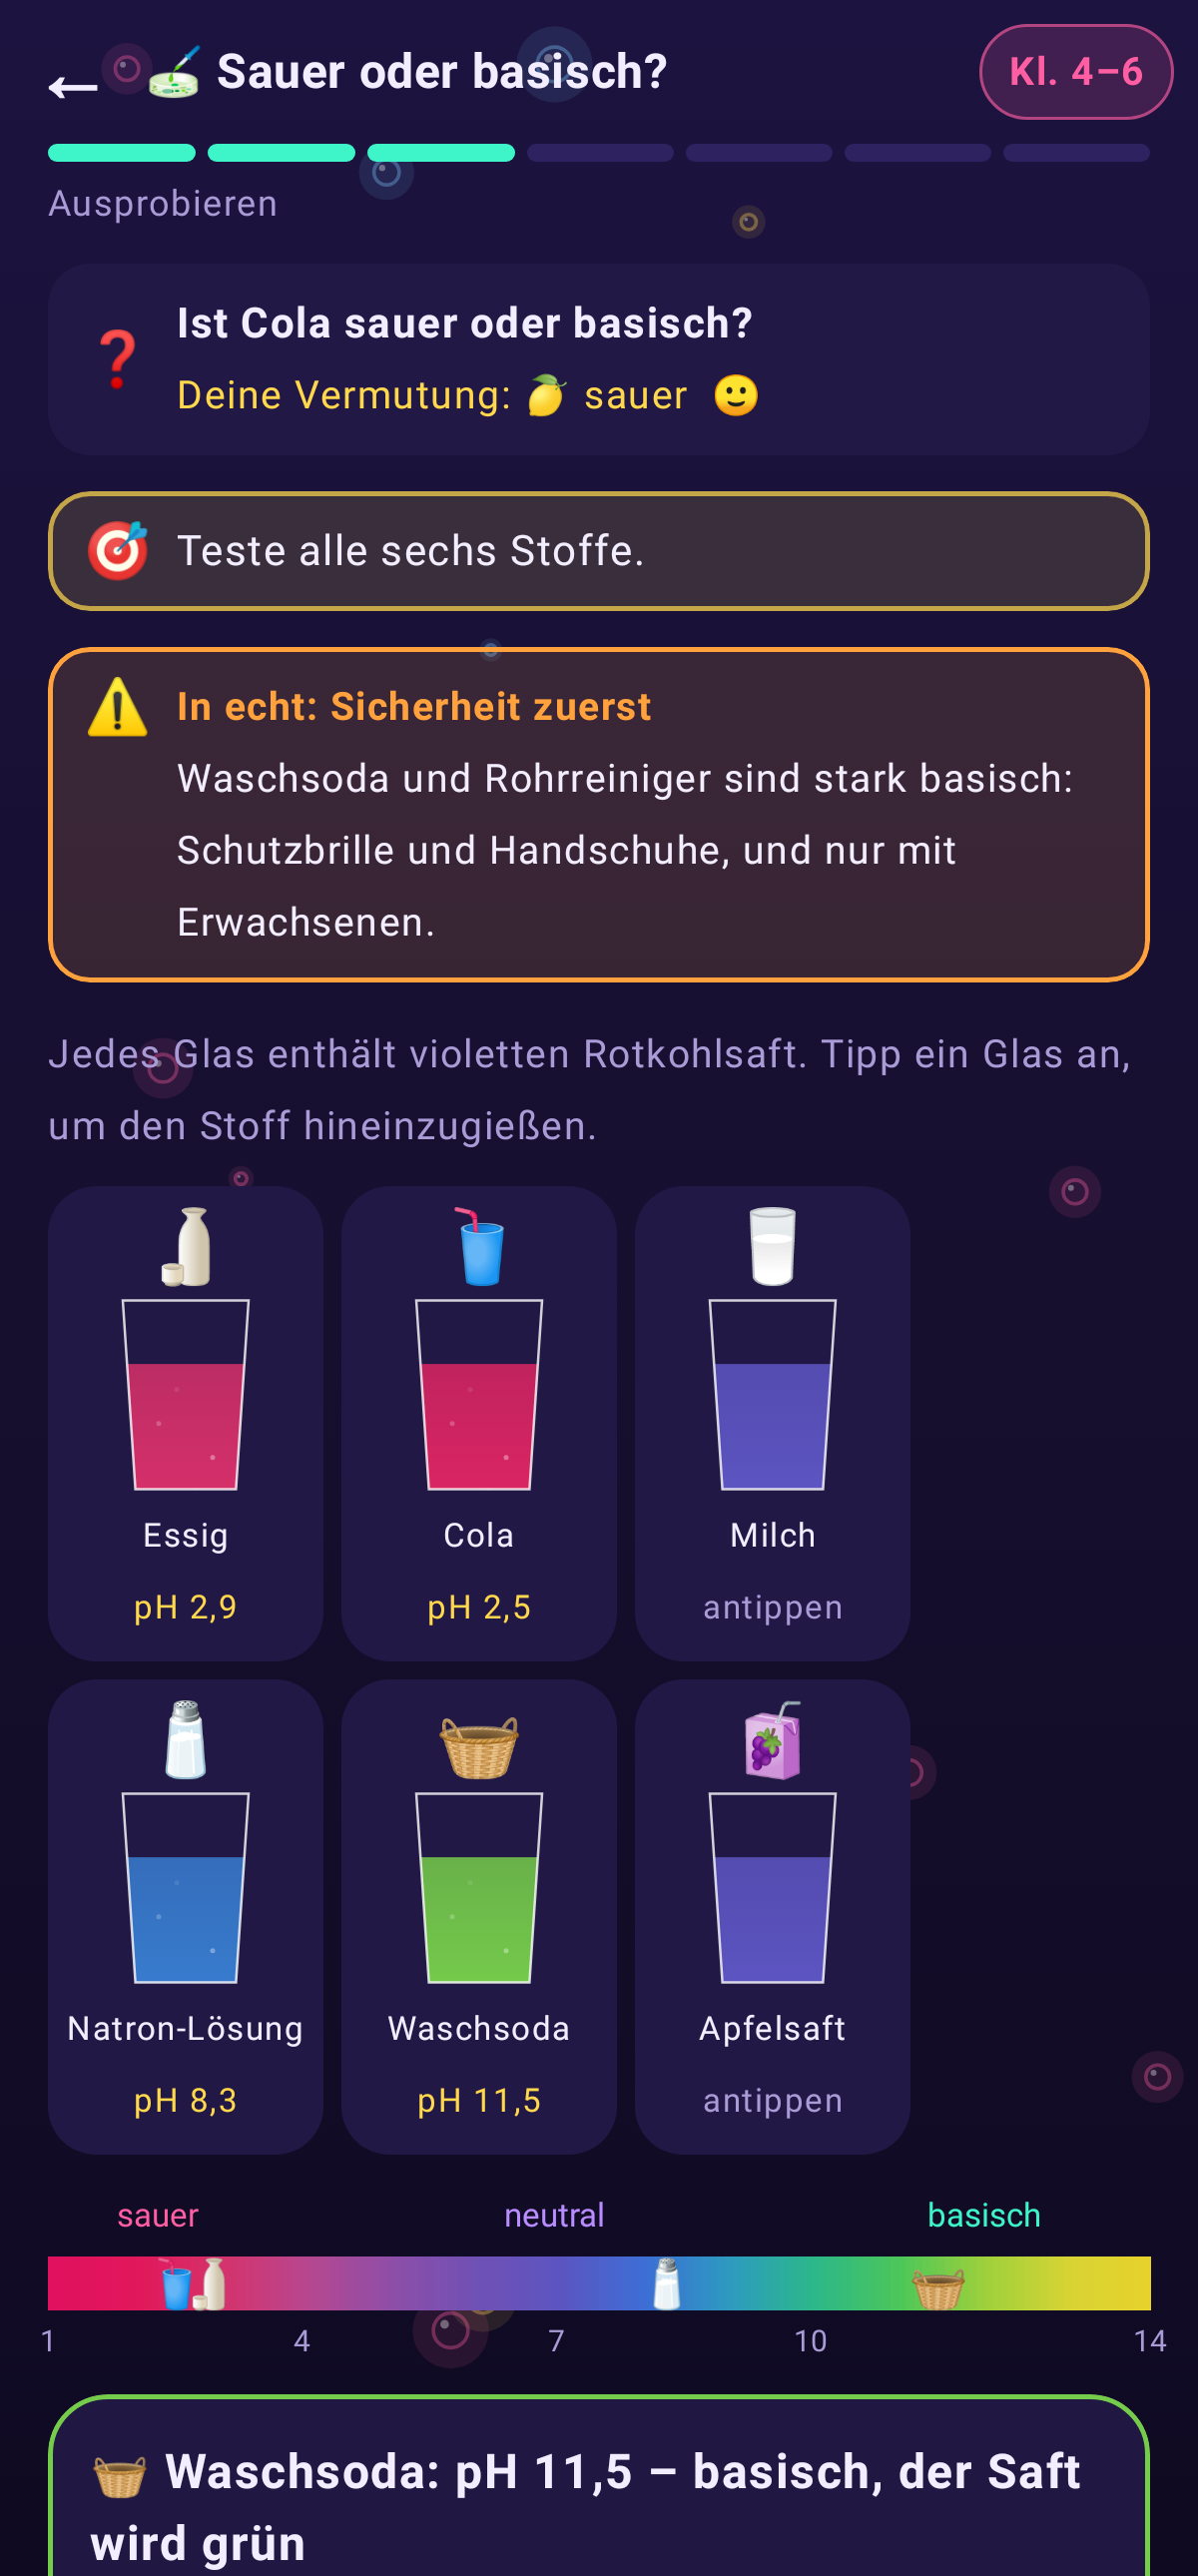 Sauer oder basisch?
Kl. 4–6
Ausprobieren
Ist Cola sauer oder basisch?
Deine Vermutung: sauer
Teste alle sechs Stoffe.
In echt: Sicherheit zuerst
Waschsoda und Rohrreiniger sind stark basisch:
Schutzbrille und Handschuhe, und nur mit
Erwachsenen.
Jedes Glas enthält violetten Rotkohlsaft. Tipp ein Glas an,
um den Stoff hineinzugießen.
Essig
pH 2,9
Cola
pH 2,5
Milch
antippen
Natron-Lösung
pH 8,3
Waschsoda
pH 11,5
Apfelsaft
antippen
sauer neutral basisch
1 4 7 10 14
Waschsoda: pH 11,5 – basisch, der Saft
wird grün